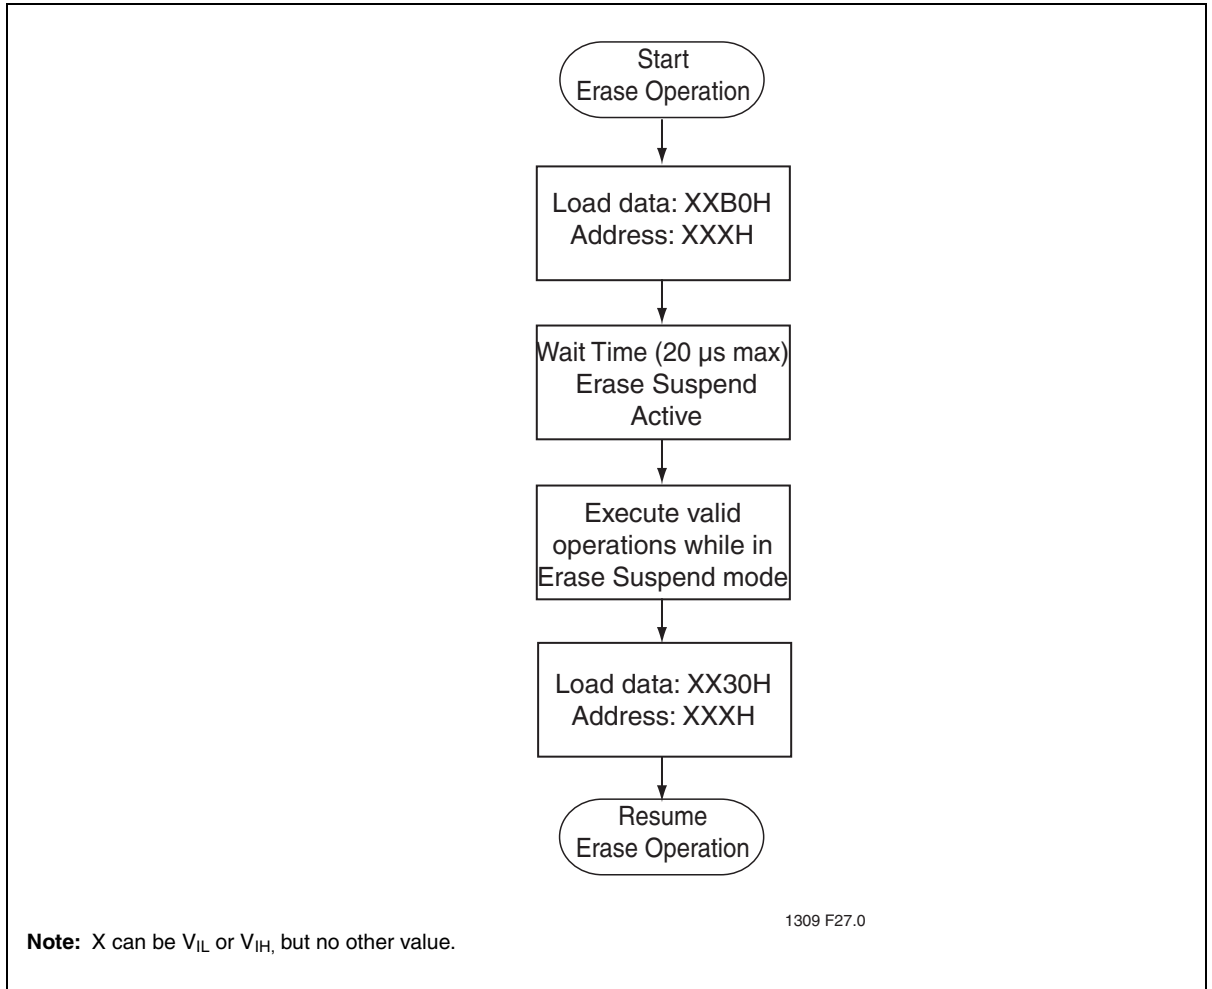 Start
Erase Operation
Load data: XXB0H
Address: XXXH
Wait Time (20 µs max)
Erase Suspend
Active
Execute valid
operations while in
Erase Suspend mode
Load data: XX30H
Address: XXXH
Resume
Erase Operation
1309 F27.0
Note: X can be VIL or VIH, but no other value.